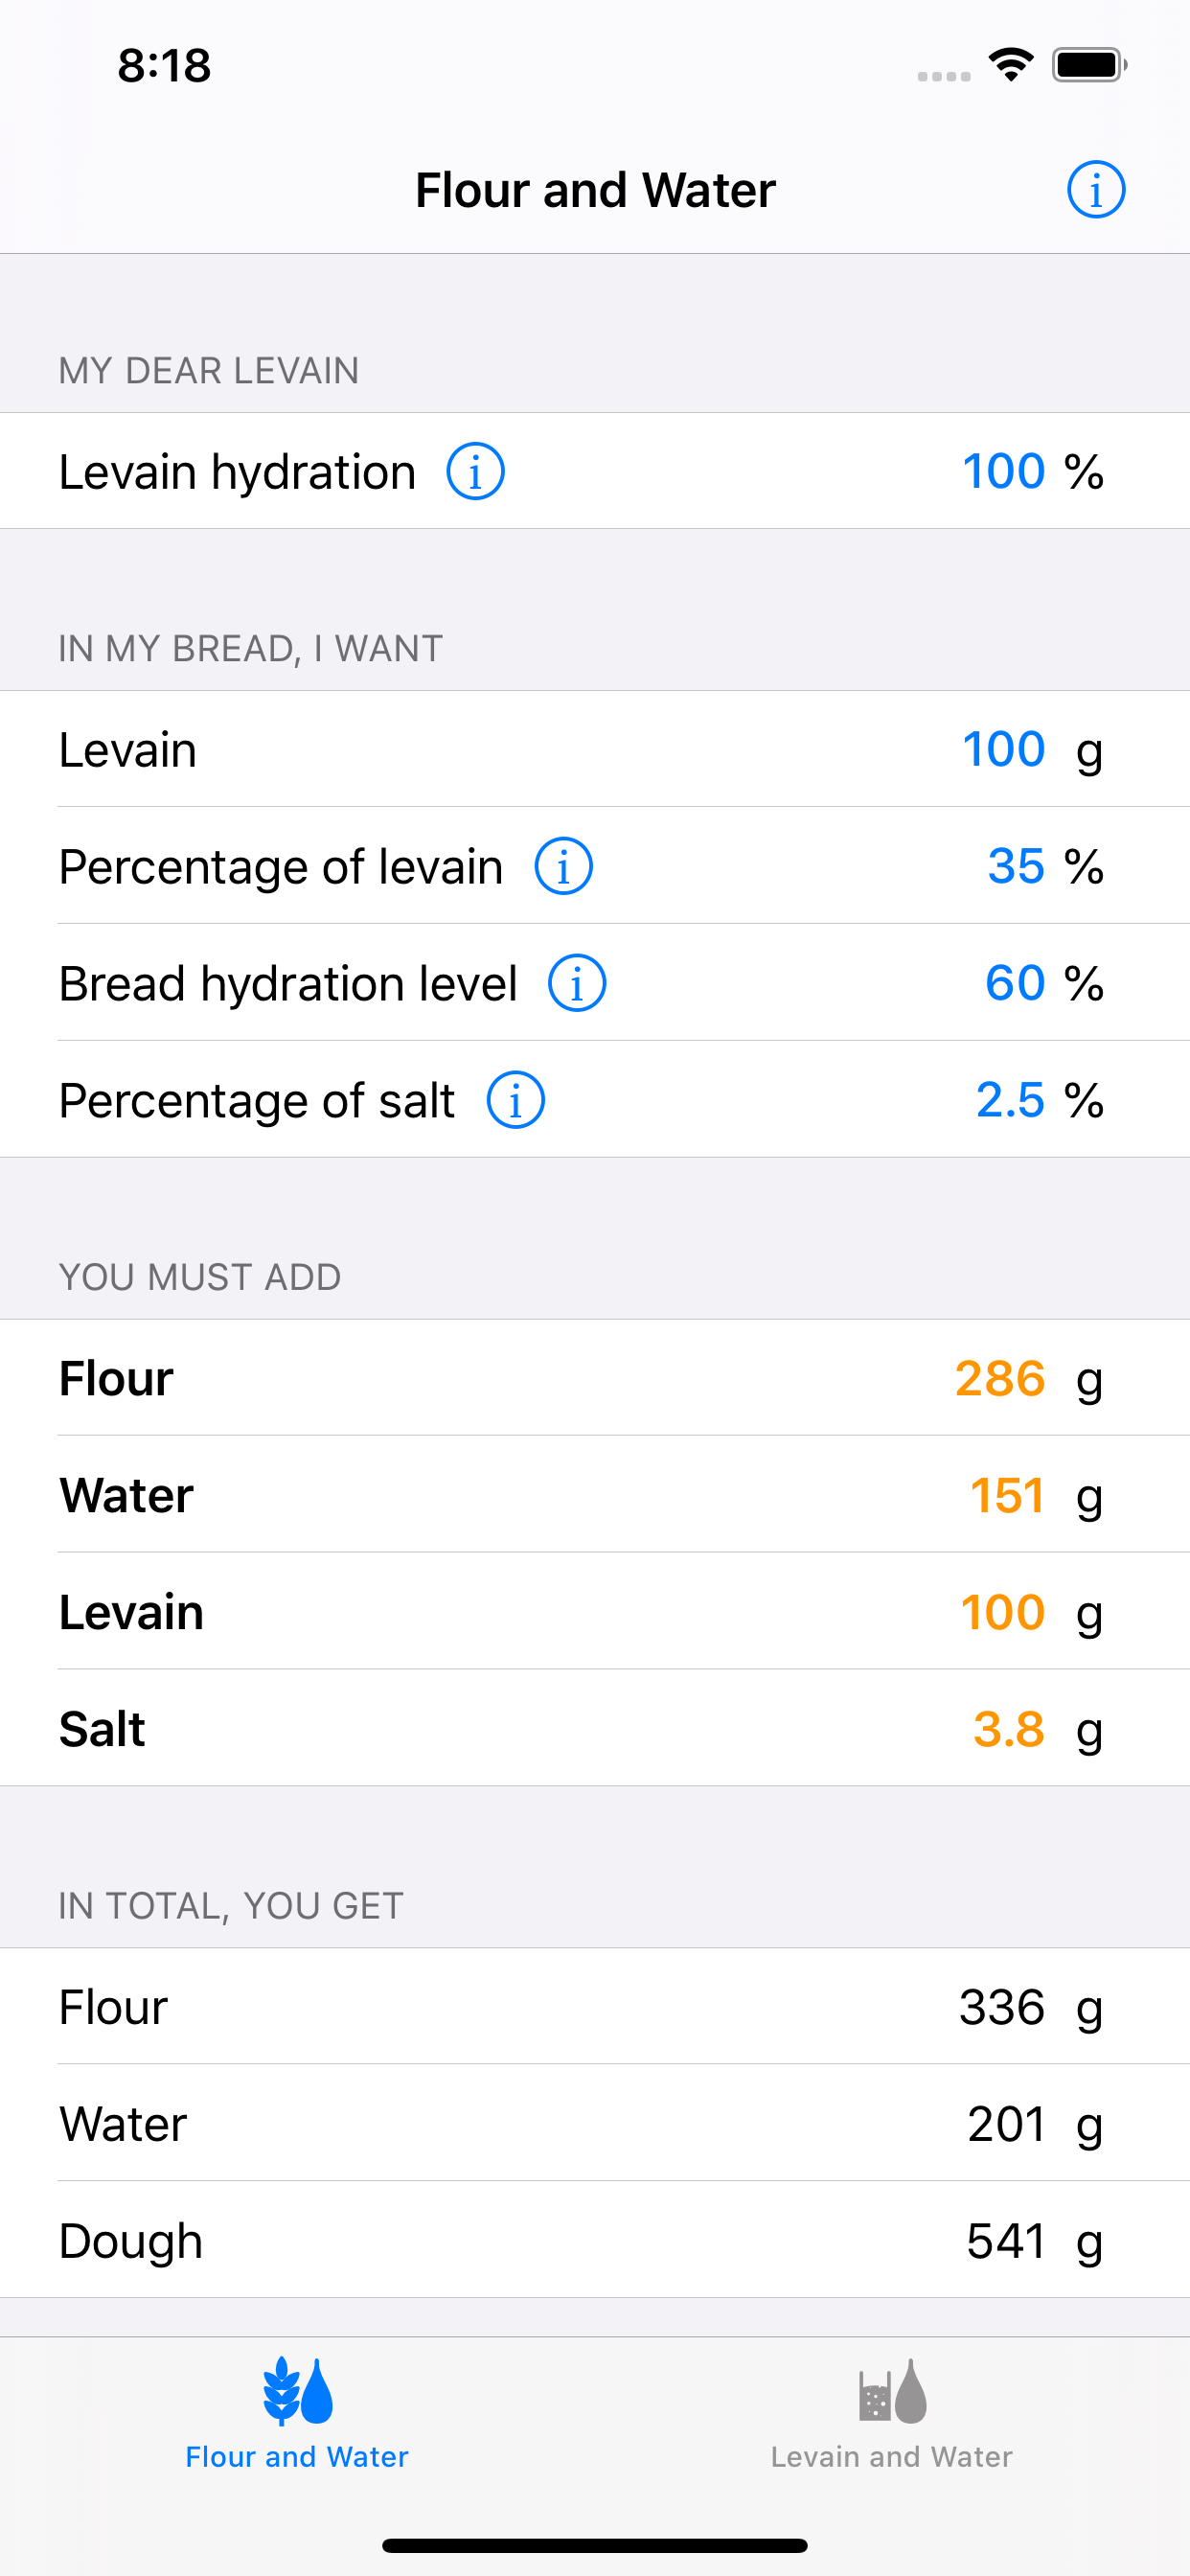 8:18
Flour and Water
MY DEAR LEVAIN
Levain hydration i 100 %
IN MY BREAD, I WANT
Levain 100 g
Percentage of levain i 35 %
Bread hydration level i 60 %
Percentage of salt i 2.5 %
YOU MUST ADD
Flour 286 g
Water 151 g
Levain 100 g
Salt 3.8 g
IN TOTAL, YOU GET
Flour 336 g
Water 201 g
Dough 541 g
Flour and Water
Levain and Water